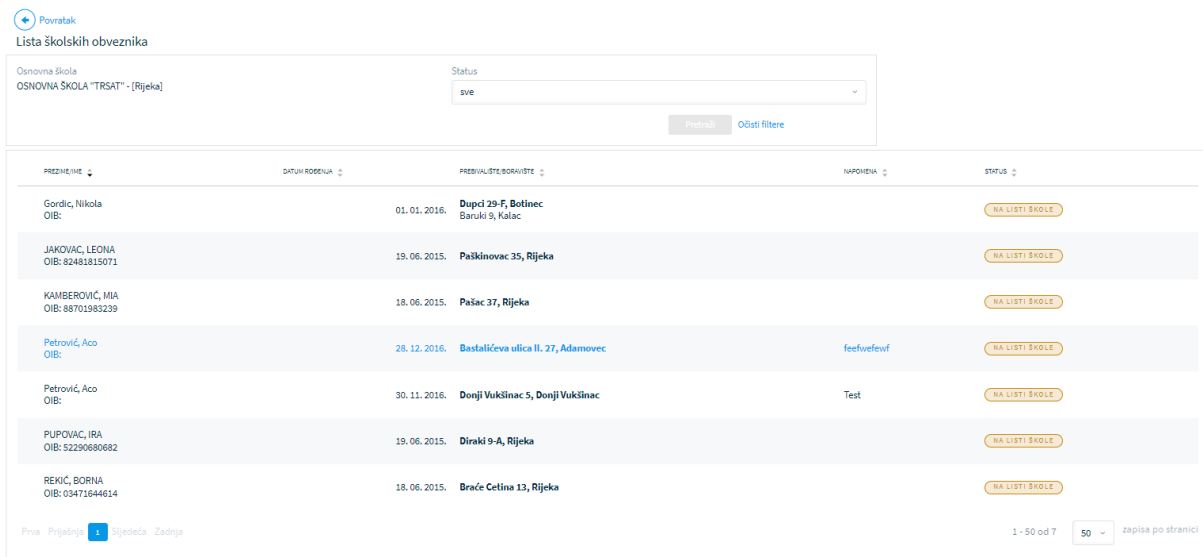 Povratak
Lista školskih obveznika
Osnovna škola
OSNOVNA ŠKOLA "TRSAT" - [Rijeka]
Status
sve
Pretraži Očisti filtere
PREZIME/IME DATUM ROĐENJA PREBIVALIŠTE/BORAVIŠTE NAPOMENA STATUS
Gordic, Nikola
OIB:
01. 01. 2016.
Dupci 29-F, Botinec
Baruki 9, Kalac
NA LISTI ŠKOLE
JAKOVAC, LEONA
OIB: 82481815071
19. 06. 2015. Paškinovac 35, Rijeka
NA LISTI ŠKOLE
KAMBEROVIĆ, MIA
OIB: 88701983239
18. 06. 2015. Pašac 37, Rijeka
NA LISTI ŠKOLE
Petrović, Aco
OIB:
28. 12. 2016. Bastalićeva ulica II. 27, Adamovec feefwefewf
NA LISTI ŠKOLE
Petrović, Aco
OIB:
30. 11. 2016. Donji Vukšinac 5, Donji Vukšinac Test
NA LISTI ŠKOLE
PUPOVAC, IRA
OIB: 52290680682
19. 06. 2015. Diraki 9-A, Rijeka
NA LISTI ŠKOLE
REKIĆ, BORNA
OIB: 03471644614
18. 06. 2015. Braće Cetina 13, Rijeka
NA LISTI ŠKOLE
Prva Prijašnja 1 Sljedeća Zadnja 1 - 50 od 7 50 zapisa po stranici